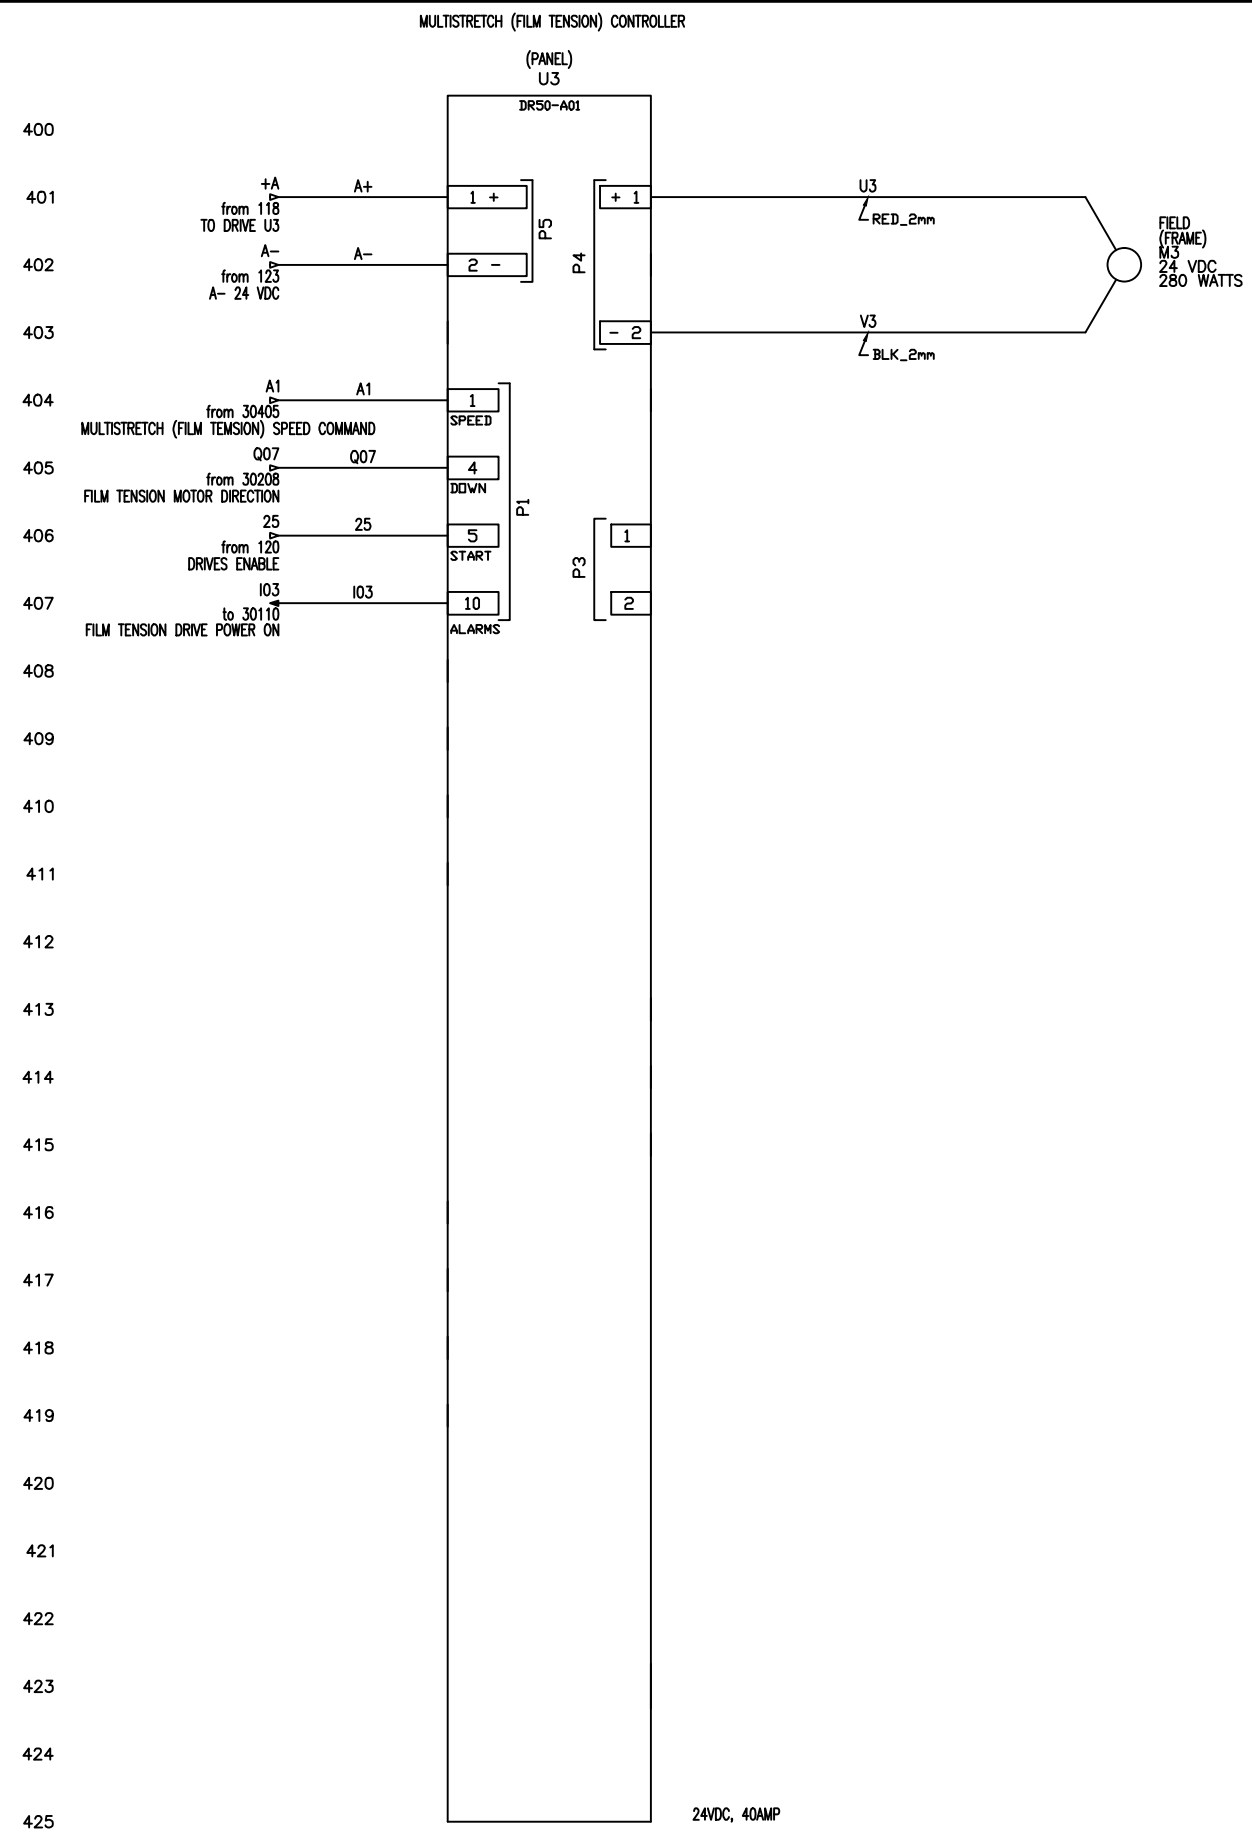 MULTISTRETCH (FILM TENSION) CONTROLLER
(PANEL)
U3
DR50-A01
400
401
+A
A+
from 118
TO DRIVE U3
1 +
P5
+ 1
U3
RED_2mm
FIELD
(FRAME)
M3
24 VDC
280 WATTS
402
A-
A-
from 123
A- 24 VDC
2 -
P4
403
- 2
V3
BLK_2mm
404
A1
A1
from 30405
MULTISTRETCH (FILM TEMSION) SPEED COMMAND
1
SPEED
405
Q07
Q07
from 30208
FILM TENSION MOTOR DIRECTION
4
DOWN
P1
406
25
25
from 120
DRIVES ENABLE
5
START
P3
1
407
I03
I03
to 30110
FILM TENSION DRIVE POWER ON
10
ALARMS
2
408
409
410
411
412
413
414
415
416
417
418
419
420
421
422
423
424
425
24VDC, 40AMP